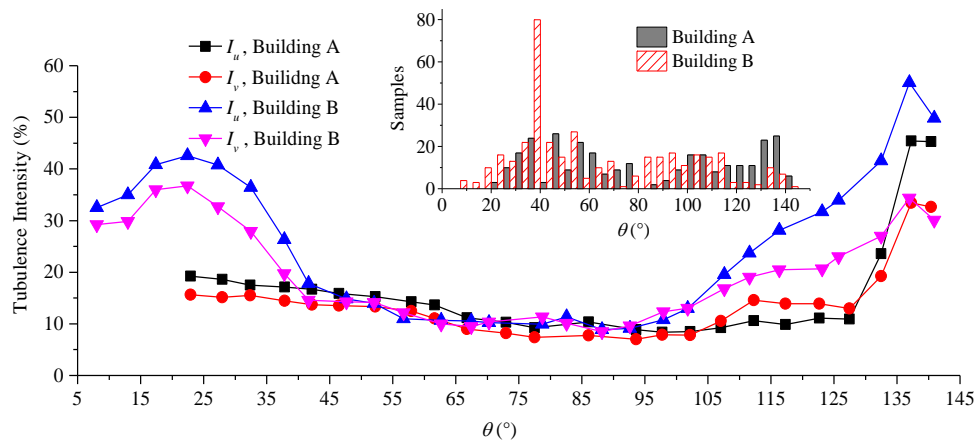 I_u , Building A
I_v , Builidng A
I_u , Building B
I_v , Building B
Building A
Building B
Samples
80
60
40
20
0
0 20 40 60 80 100 120 140
θ (°)
Tubulence Intensity (%)
60
50
40
30
20
10
0
5 15 25 35 45 55 65 75 85 95 105 115 125 135 145
θ (°)